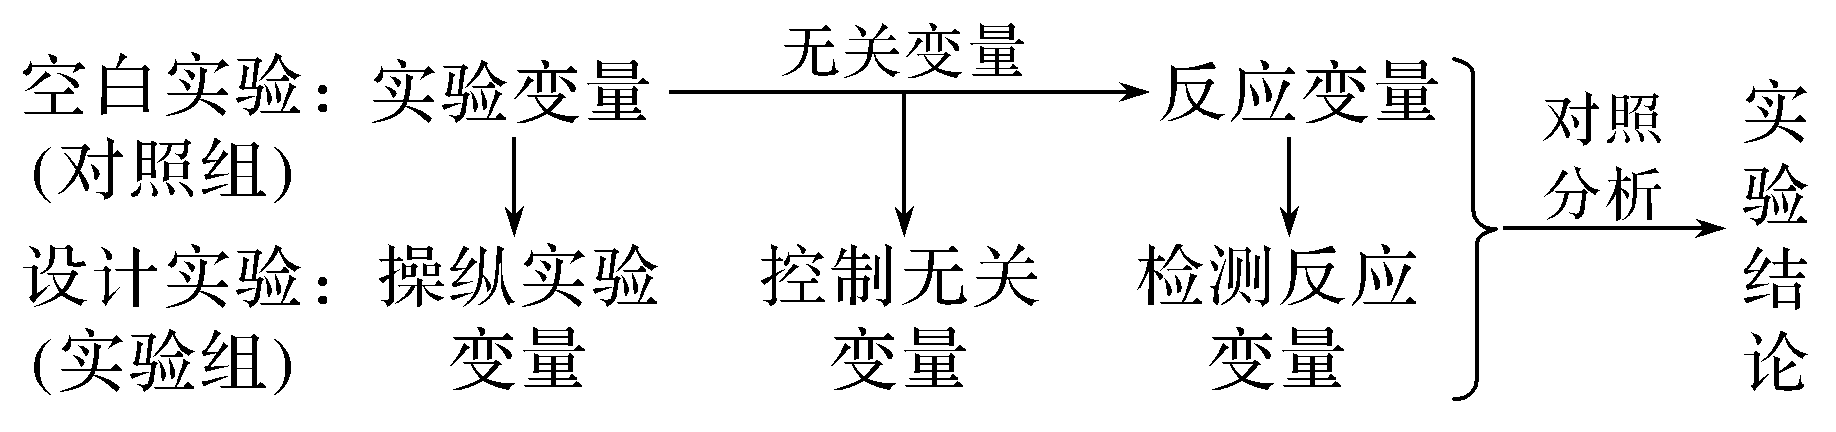 无关变量
空白实验：实验变量 反应变量
(对照组)
对照
分析
实验结论
设计实验：操纵实验 控制无关 检测反应
(实验组) 变量 变量 变量